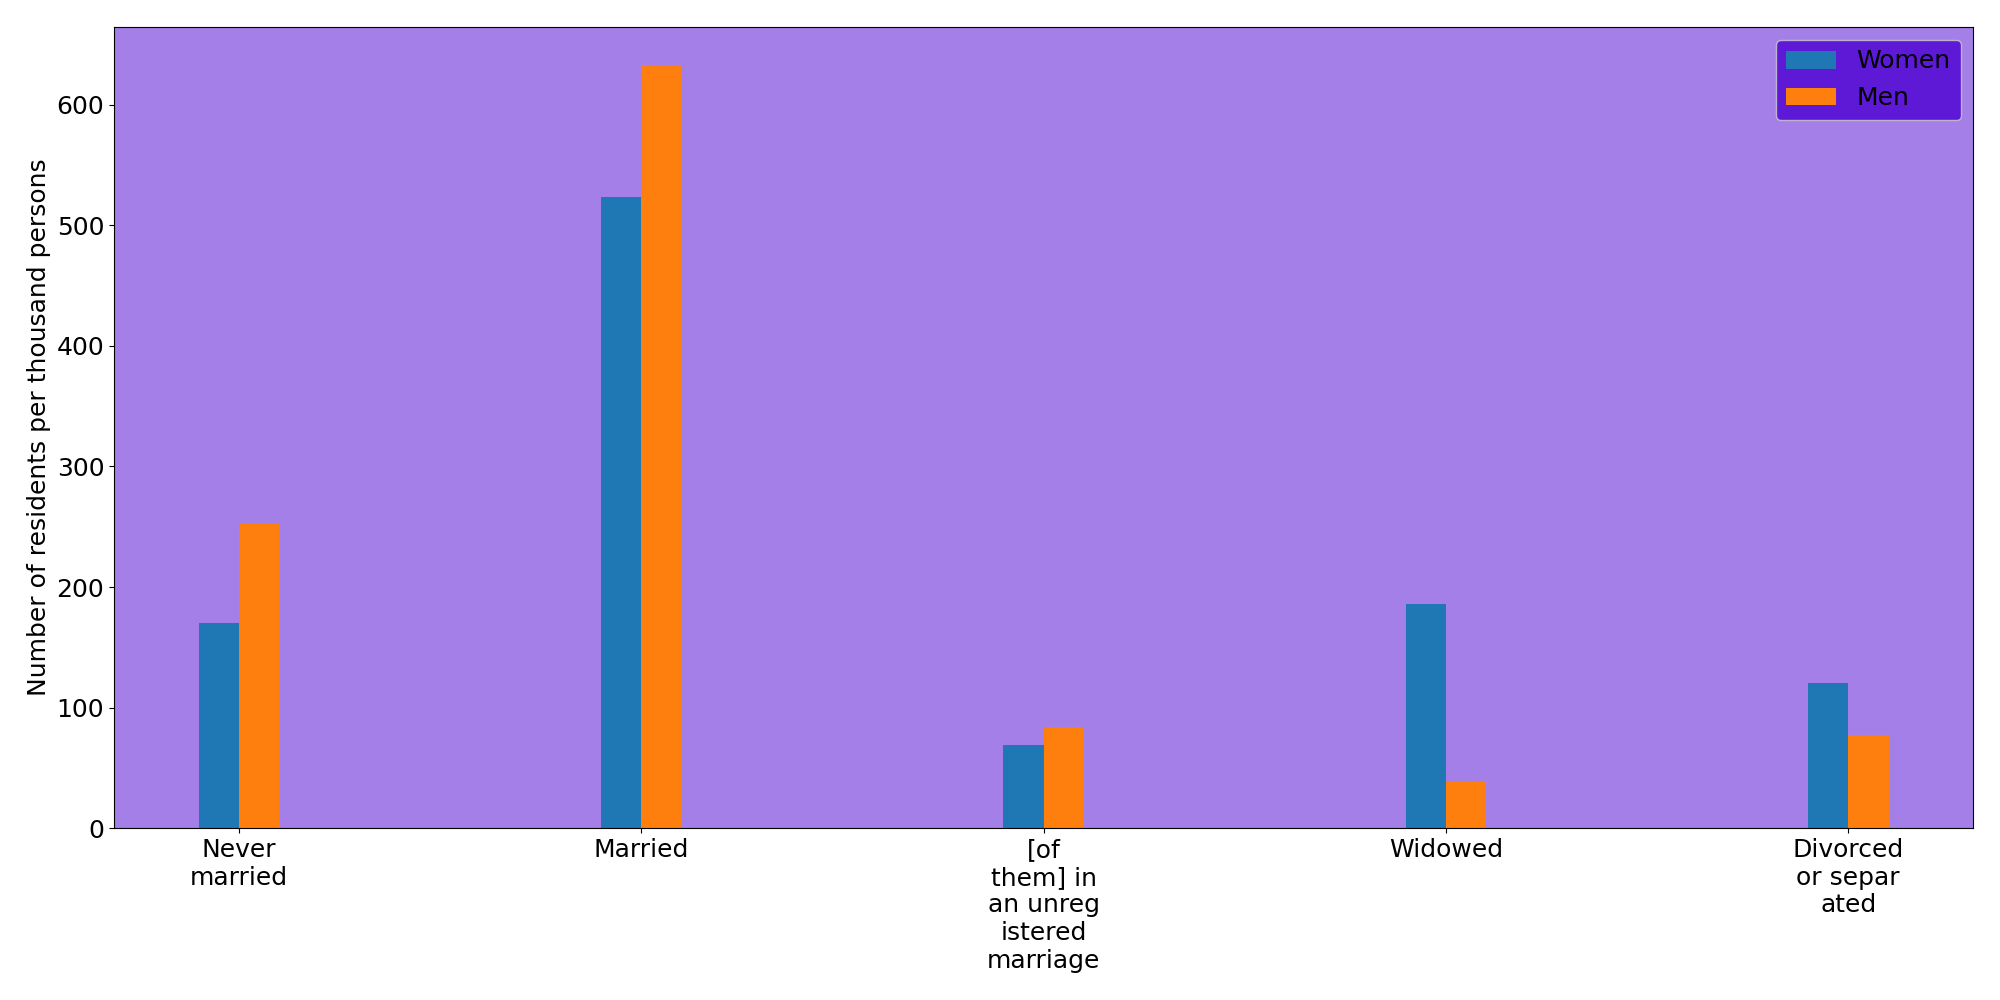 Women
Men
Number of residents per thousand persons
600
500
400
300
200
100
0
Never
married
Married
[of
them] in
an unreg
istered
marriage
Widowed
Divorced
or separ
ated